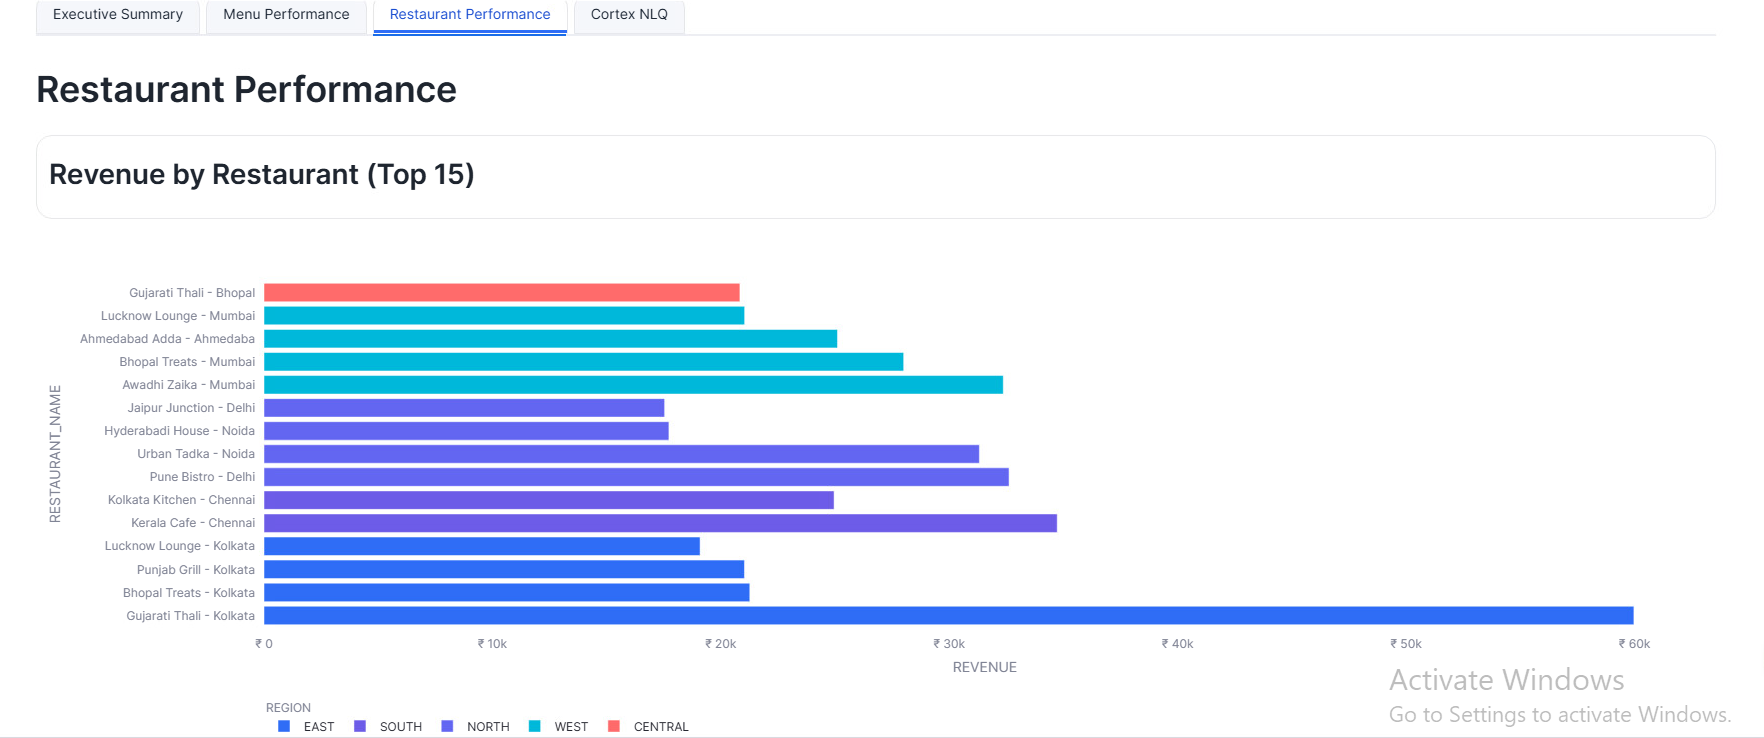 Executive Summary
Menu Performance
Restaurant Performance
Cortex NLQ
Restaurant Performance
Revenue by Restaurant (Top 15)
RESTAURANT_NAME
Gujarati Thali - Bhopal
Lucknow Lounge - Mumbai
Ahmedabad Adda - Ahmedaba
Bhopal Treats - Mumbai
Awadhi Zaika - Mumbai
Jaipur Junction - Delhi
Hyderabadi House - Noida
Urban Tadka - Noida
Pune Bistro - Delhi
Kolkata Kitchen - Chennai
Kerala Cafe - Chennai
Lucknow Lounge - Kolkata
Punjab Grill - Kolkata
Bhopal Treats - Kolkata
Gujarati Thali - Kolkata
₹ 0 ₹ 10k ₹ 20k ₹ 30k ₹ 40k ₹ 50k ₹ 60k
REVENUE
REGION
EAST SOUTH NORTH WEST CENTRAL
Activate Windows
Go to Settings to activate Windows.